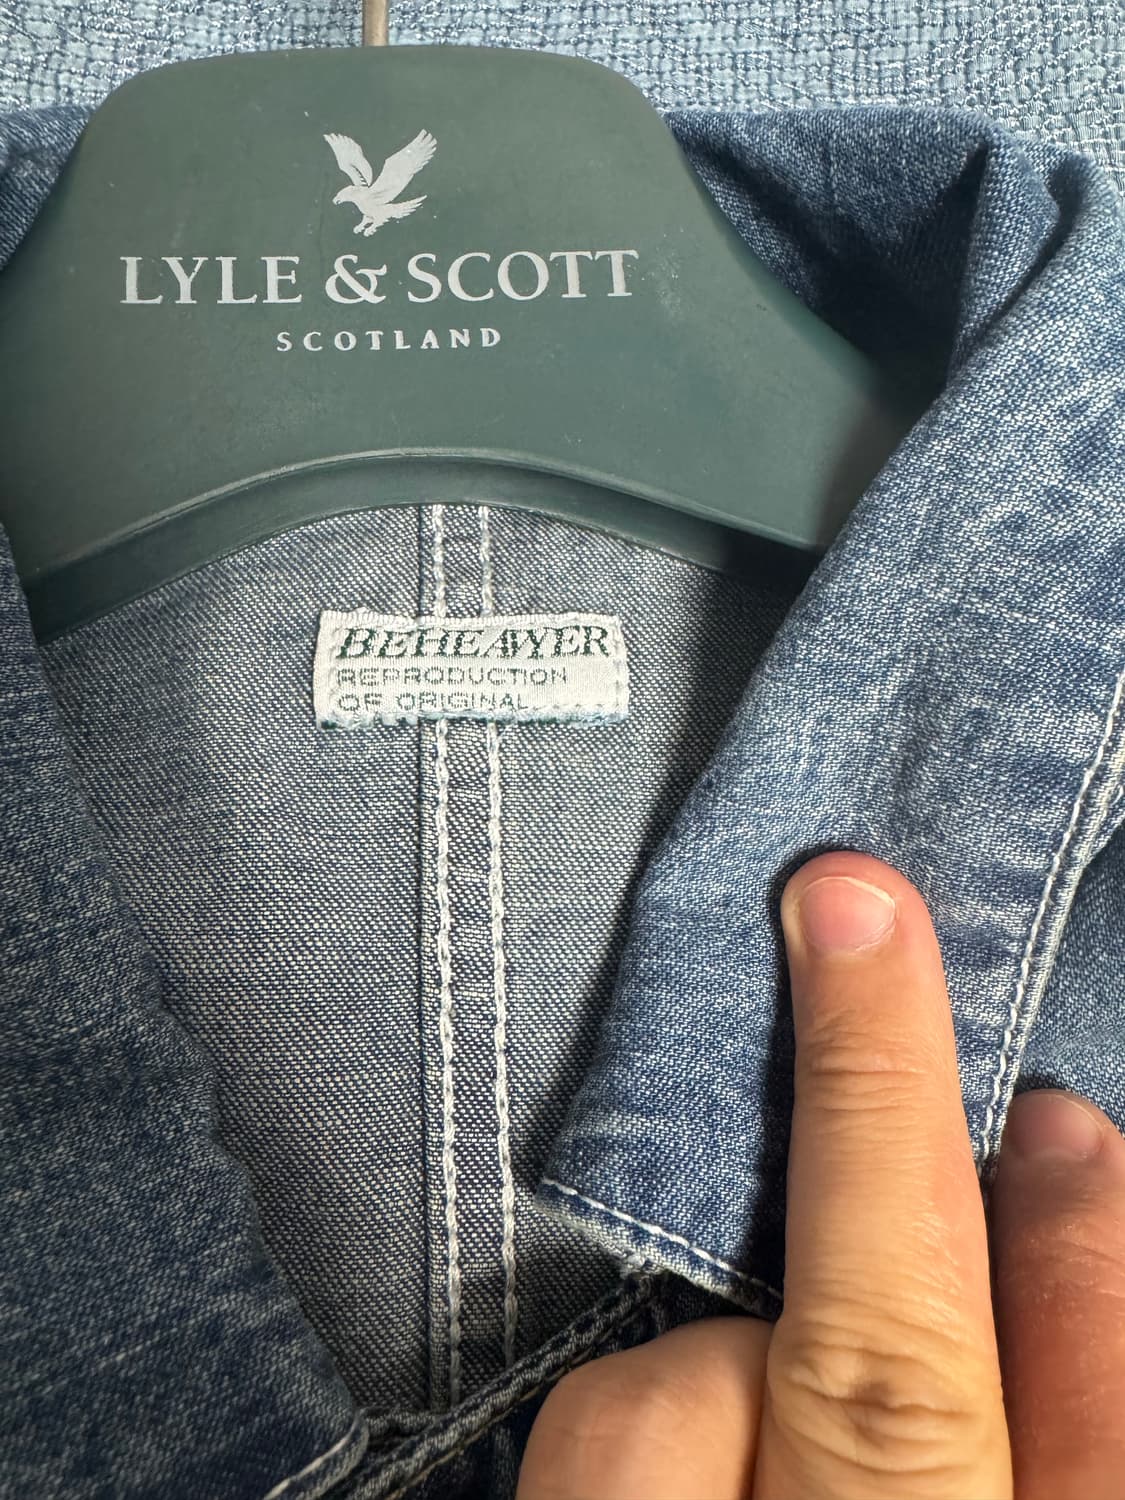 LYLE & SCOTT
SCOTLAND
BEHEAVYER
REPRODUCTION
OF ORIGINAL